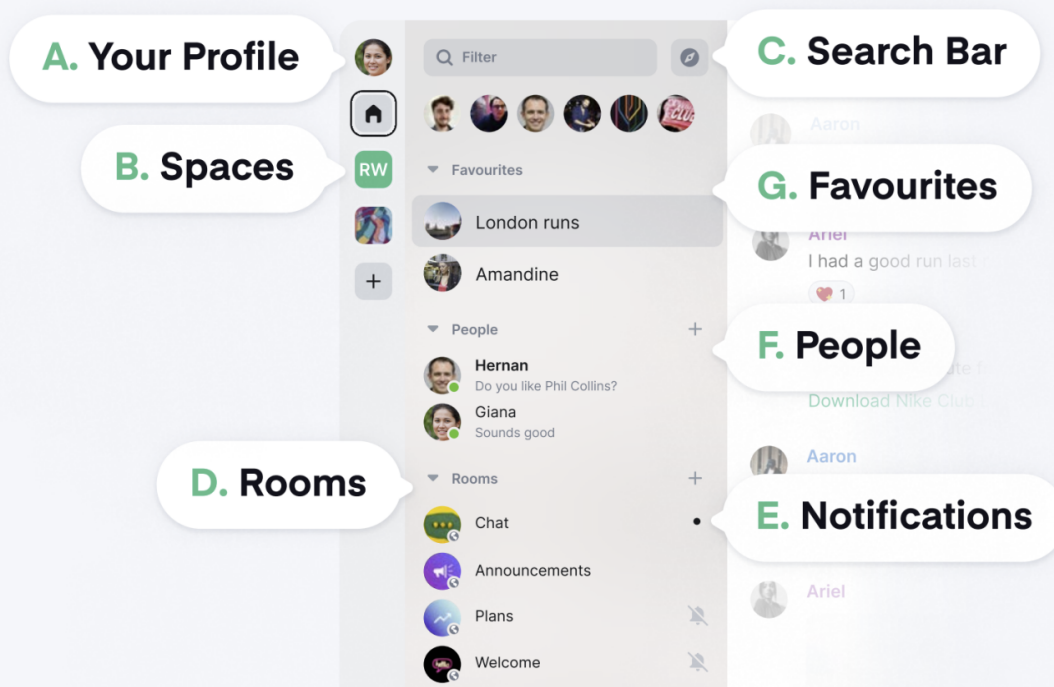 A. Your Profile
Filter
C. Search Bar
Aaron
B. Spaces
RW
Favourites
G. Favourites
London runs
Ariel
I had a good run last
1
Amandine
People
F. People
Hernan
Do you like Phil Collins?
Download Nike Club
Giana
Sounds good
Aaron
D. Rooms
Rooms
Chat
E. Notifications
Announcements
Ariel
Plans
Welcome